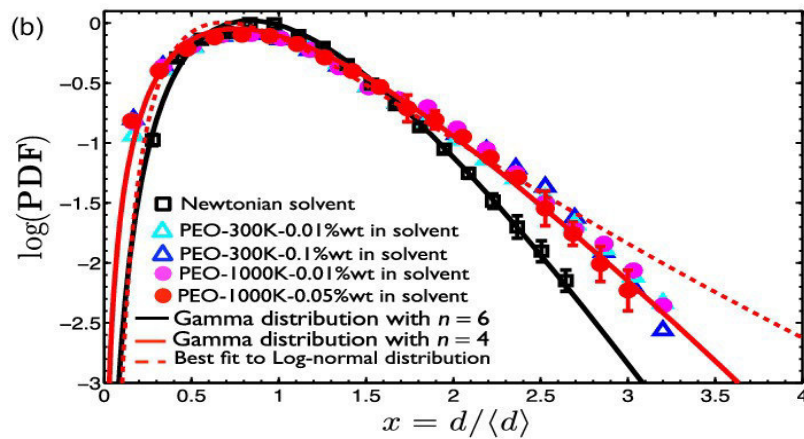 (b)
0
-0.5
-1
-1.5
-2
-2.5
-3
log(PDF)
Newtonian solvent
PEO-300K-0.01%wt in solvent
PEO-300K-0.1%wt in solvent
PEO-1000K-0.01%wt in solvent
PEO-1000K-0.05%wt in solvent
Gamma distribution with n = 6
Gamma distribution with n = 4
Best fit to Log-normal distribution
0 0.5 1 1.5 2 2.5 3 3.5 4
x = d/⟨d⟩